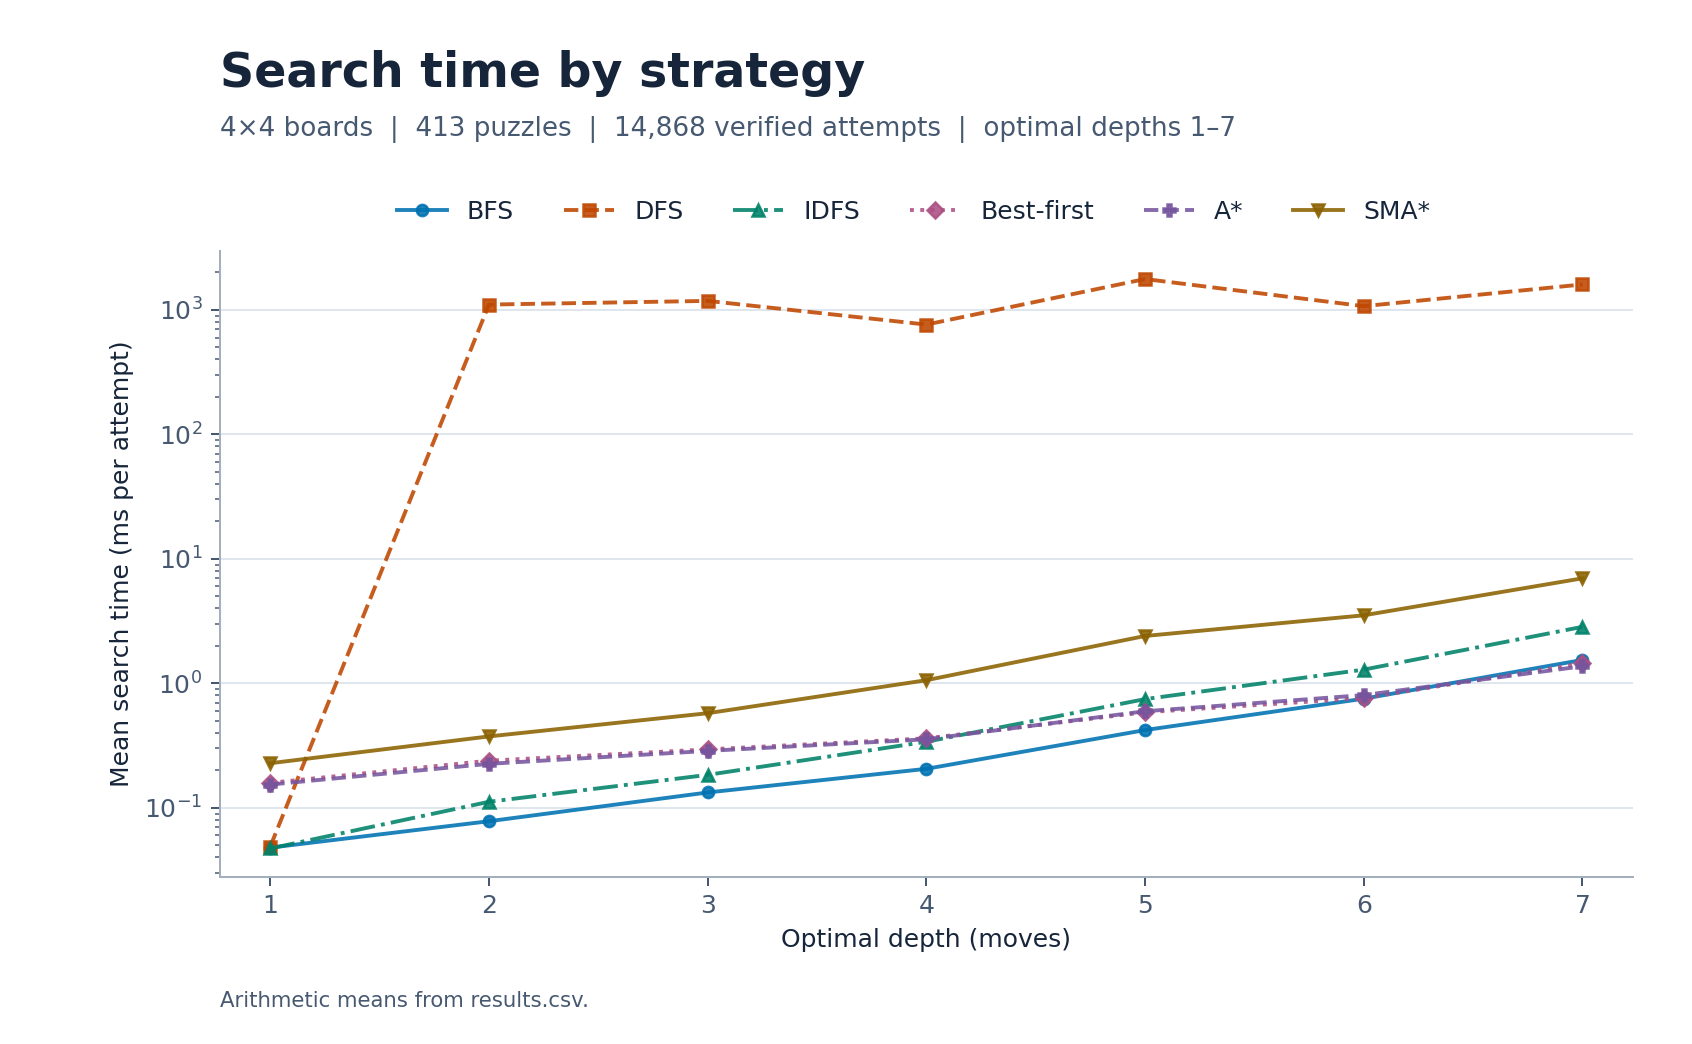 Search time by strategy
4×4 boards | 413 puzzles | 14,868 verified attempts | optimal depths 1–7
BFS DFS IDFS Best-first A* SMA*
Mean search time (ms per attempt)
10³
10²
10¹
10⁰
10⁻¹
1 2 3 4 5 6 7
Optimal depth (moves)
Arithmetic means from results.csv.